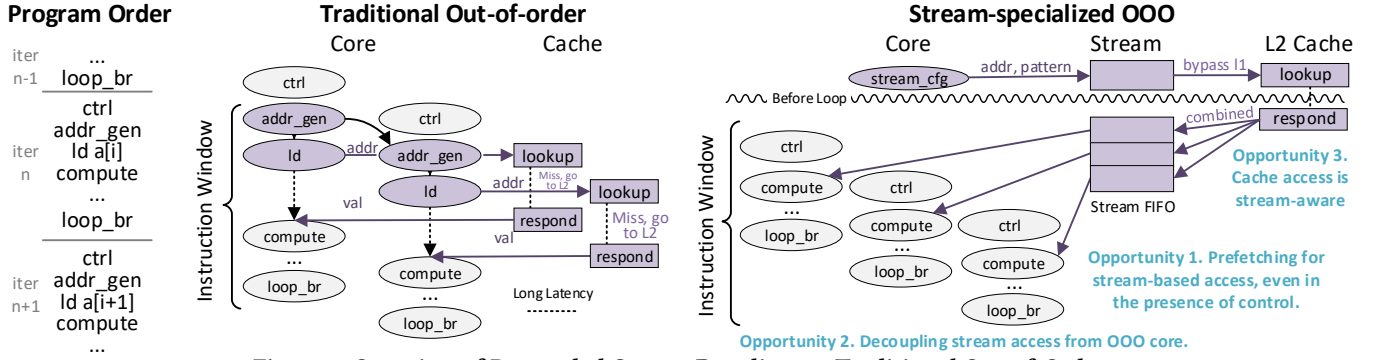 Program Order
iter
n-1
...
loop_br
ctrl
addr_gen
iter
n
ld a[i]
compute
...
loop_br
ctrl
addr_gen
iter
n+1
ld a[i+1]
compute
...
Traditional Out-of-order
Core
Cache
Instruction Window
ctrl
addr_gen
ctrl
ld
addr
addr_gen
lookup
Miss, go
to L2
ld
addr
lookup
val
respond
Miss, go
to L2
compute
val
respond
...
compute
loop_br
...
loop_br
Long Latency
Stream-specialized OOO
Core
Stream
L2 Cache
stream_cfg
addr, pattern
bypass l1
lookup
Before Loop
combined
respond
Instruction Window
ctrl
compute
...
loop_br
ctrl
compute
...
loop_br
ctrl
compute
...
loop_br
Stream FIFO
Opportunity 3.
Cache access is
stream-aware
Opportunity 1. Prefetching for
stream-based access, even in
the presence of control.
Opportunity 2. Decoupling stream access from OOO core.